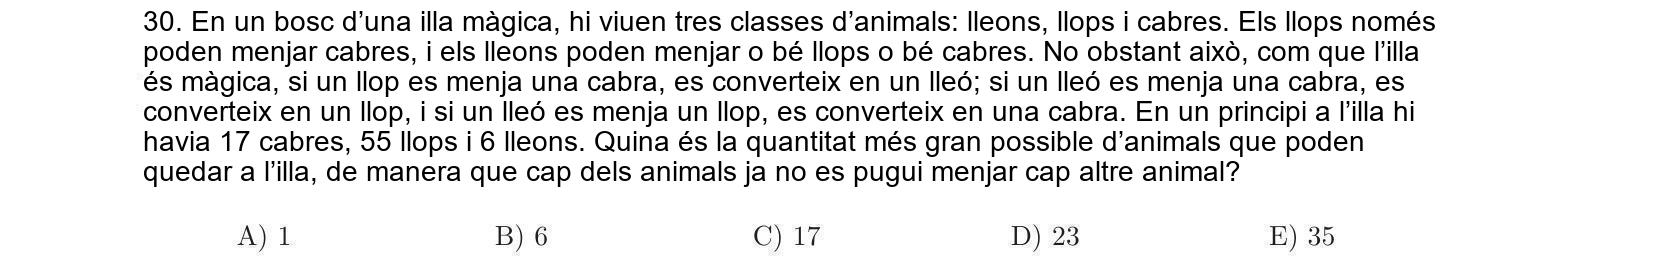 30. En un bosc d’una illa màgica, hi viuen tres classes d’animals: lleons, llops i cabres. Els llops només
poden menjar cabres, i els lleons poden menjar o bé llops o bé cabres. No obstant això, com que l’illa
és màgica, si un llop es menja una cabra, es converteix en un lleó; si un lleó es menja una cabra, es
converteix en un llop, i si un lleó es menja un llop, es converteix en una cabra. En un principi a l’illa hi
havia 17 cabres, 55 llops i 6 lleons. Quina és la quantitat més gran possible d’animals que poden
quedar a l’illa, de manera que cap dels animals ja no es pugui menjar cap altre animal?
A) 1 B) 6 C) 17 D) 23 E) 35